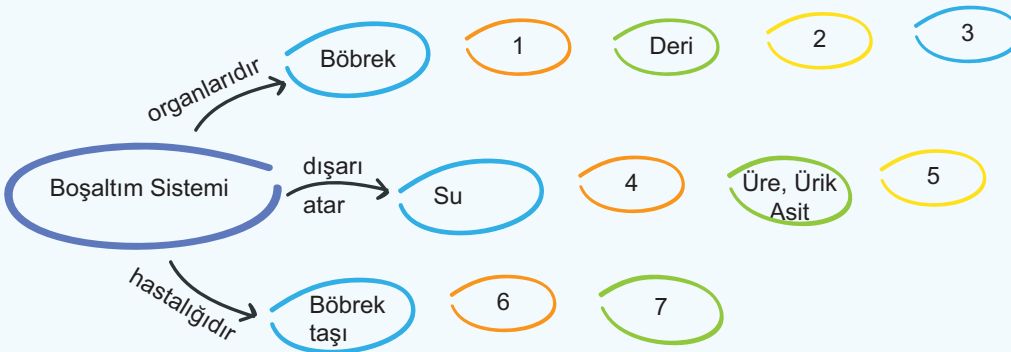 Böbrek
1
Deri
2
3
organlarıdır
Boşaltım Sistemi
dışarı
atar
Su
4
Üre, Ürik
Asit
5
hastalığıdır
Böbrek
taşı
6
7